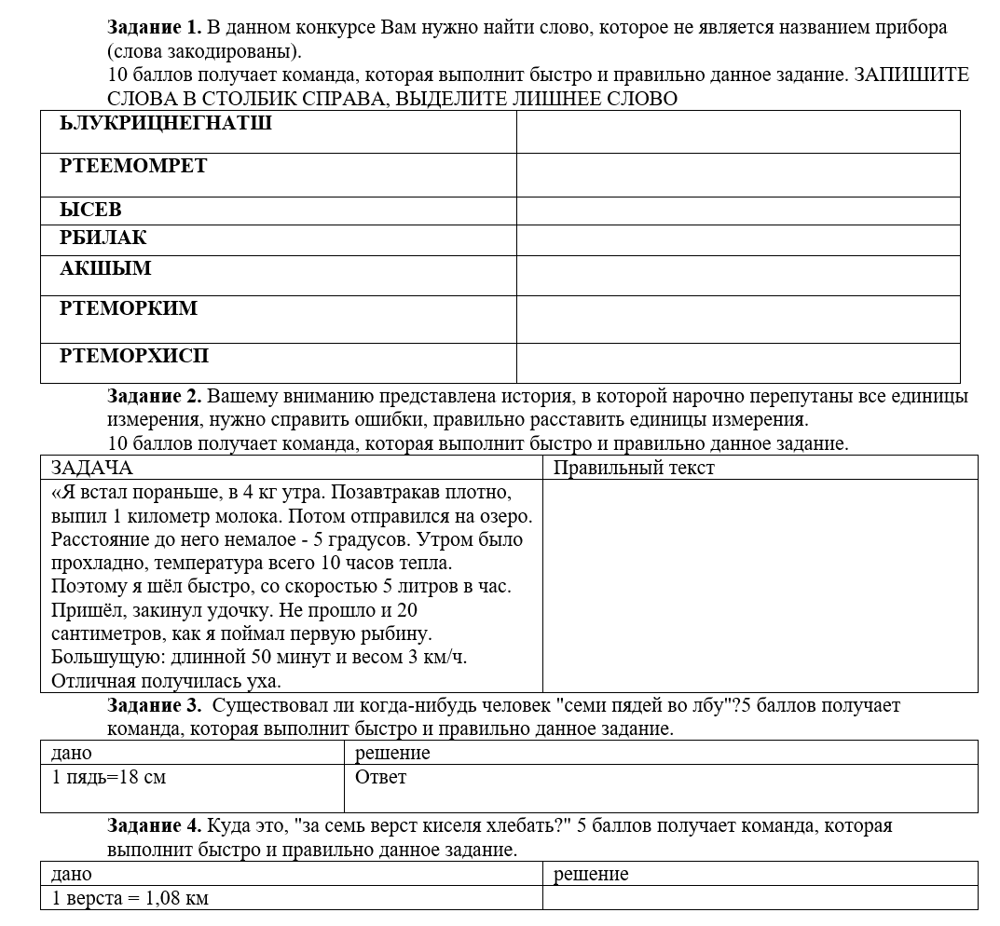 Задание 1. В данном конкурсе Вам нужно найти слово, которое не является названием прибора
(слова закодированы).
10 баллов получает команда, которая выполнит быстро и правильно данное задание. ЗАПИШИТЕ
СЛОВА В СТОЛБИК СПРАВА, ВЫДЕЛИТЕ ЛИШНЕЕ СЛОВО
ЬЛУКРИЦНЕГНАТШ
РТЕЕМОМРЕТ
ЫСЕВ
РБИЛАК
АКШЫМ
РТЕМОРКИМ
РТЕМОРХИСП
Задание 2. Вашему вниманию представлена история, в которой нарочно перепутаны все единицы
измерения, нужно справить ошибки, правильно расставить единицы измерения.
10 баллов получает команда, которая выполнит быстро и правильно данное задание.
ЗАДАЧА Правильный текст
«Я встал пораньше, в 4 кг утра. Позавтракав плотно,
выпил 1 километр молока. Потом отправился на озеро.
Расстояние до него немалое - 5 градусов. Утром было
прохладно, температура всего 10 часов тепла.
Поэтому я шёл быстро, со скоростью 5 литров в час.
Пришёл, закинул удочку. Не прошло и 20
сантиметров, как я поймал первую рыбину.
Большущую: длинной 50 минут и весом 3 км/ч.
Отличная получилась уха.
Задание 3. Существовал ли когда-нибудь человек "семи пядей во лбу"?5 баллов получает
команда, которая выполнит быстро и правильно данное задание.
дано решение
1 пядь=18 см Ответ
Задание 4. Куда это, "за семь верст киселя хлебать?" 5 баллов получает команда, которая
выполнит быстро и правильно данное задание.
дано решение
1 верста = 1,08 км